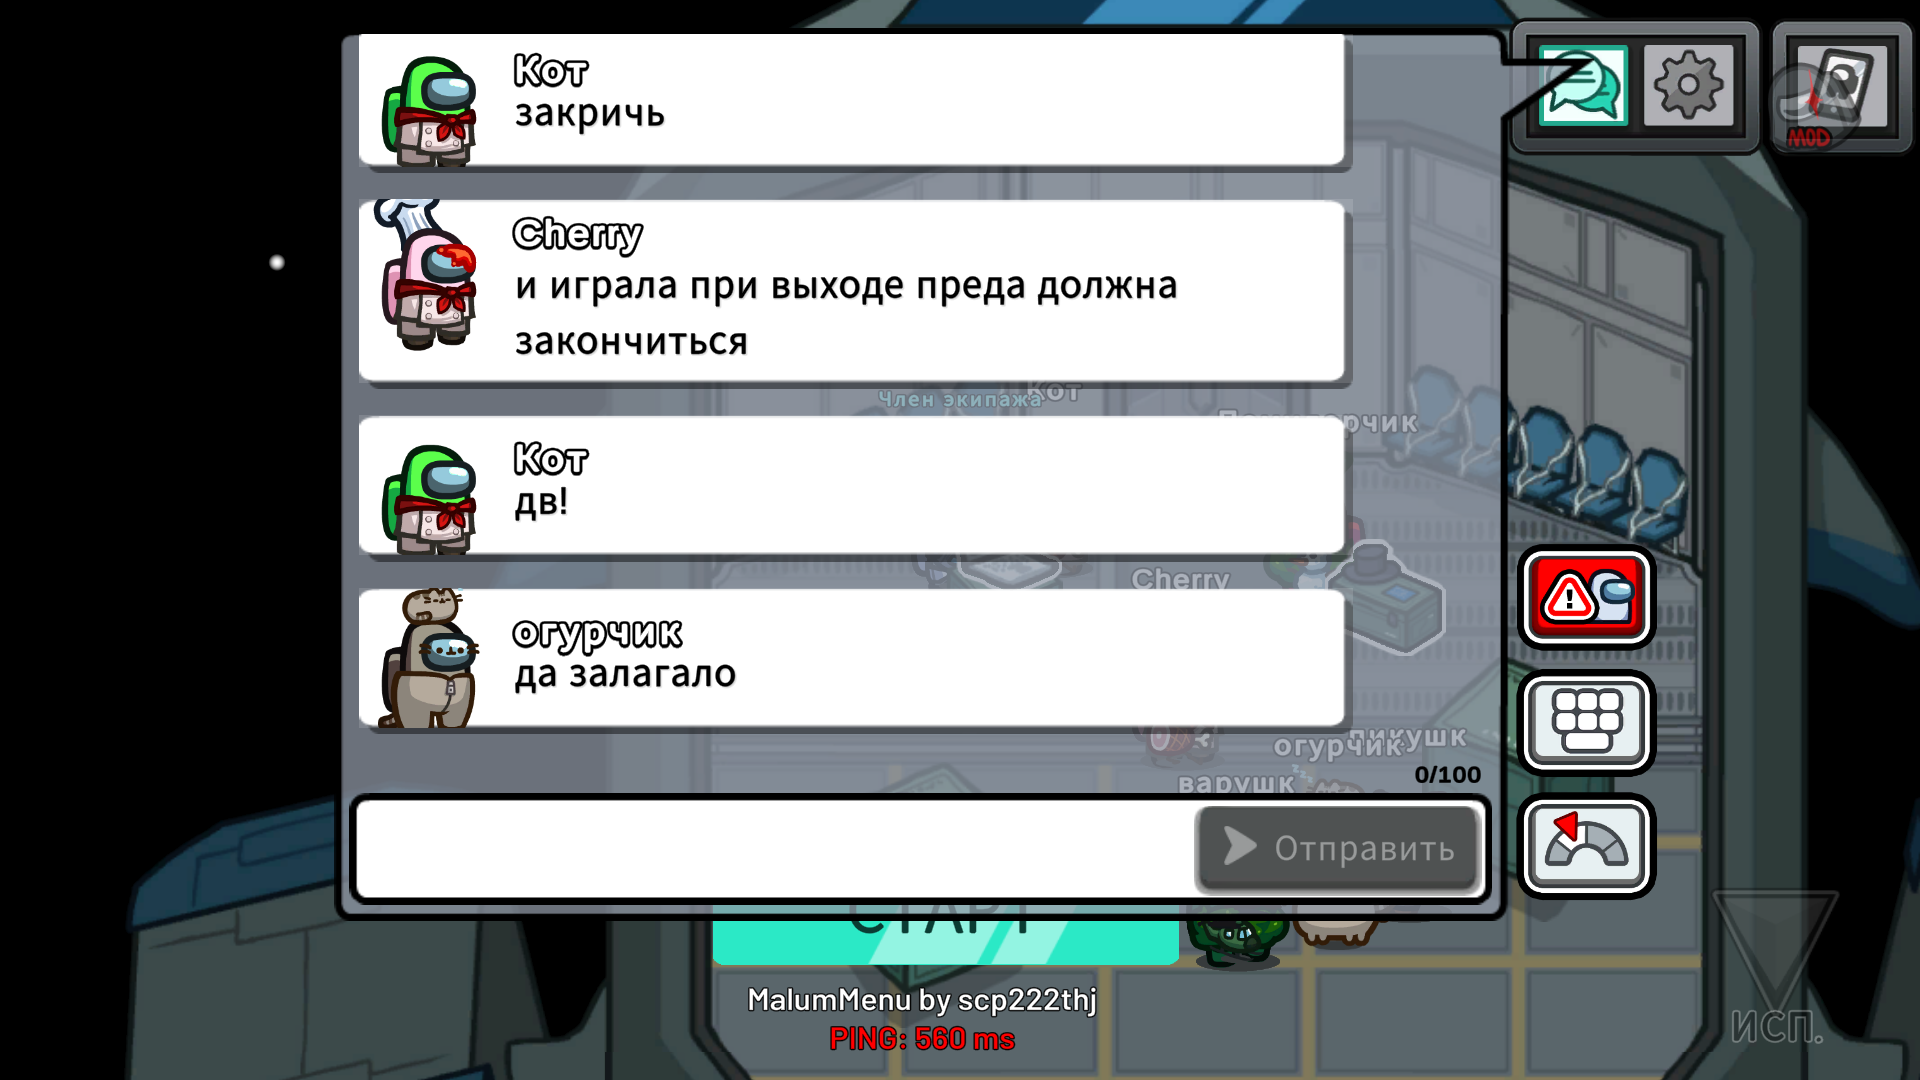 Кот
закричь
Cherry
и играла при выходе преда должна
закончиться
Кот
дв!
огурчик
да залагало
Член экипажа
Кот
Cherry
огурчик
пикушк
варушк
0/100
Отправить
СТАРТ
MalumMenu by scp222thj
PING: 560 ms
MOD
ИСП.